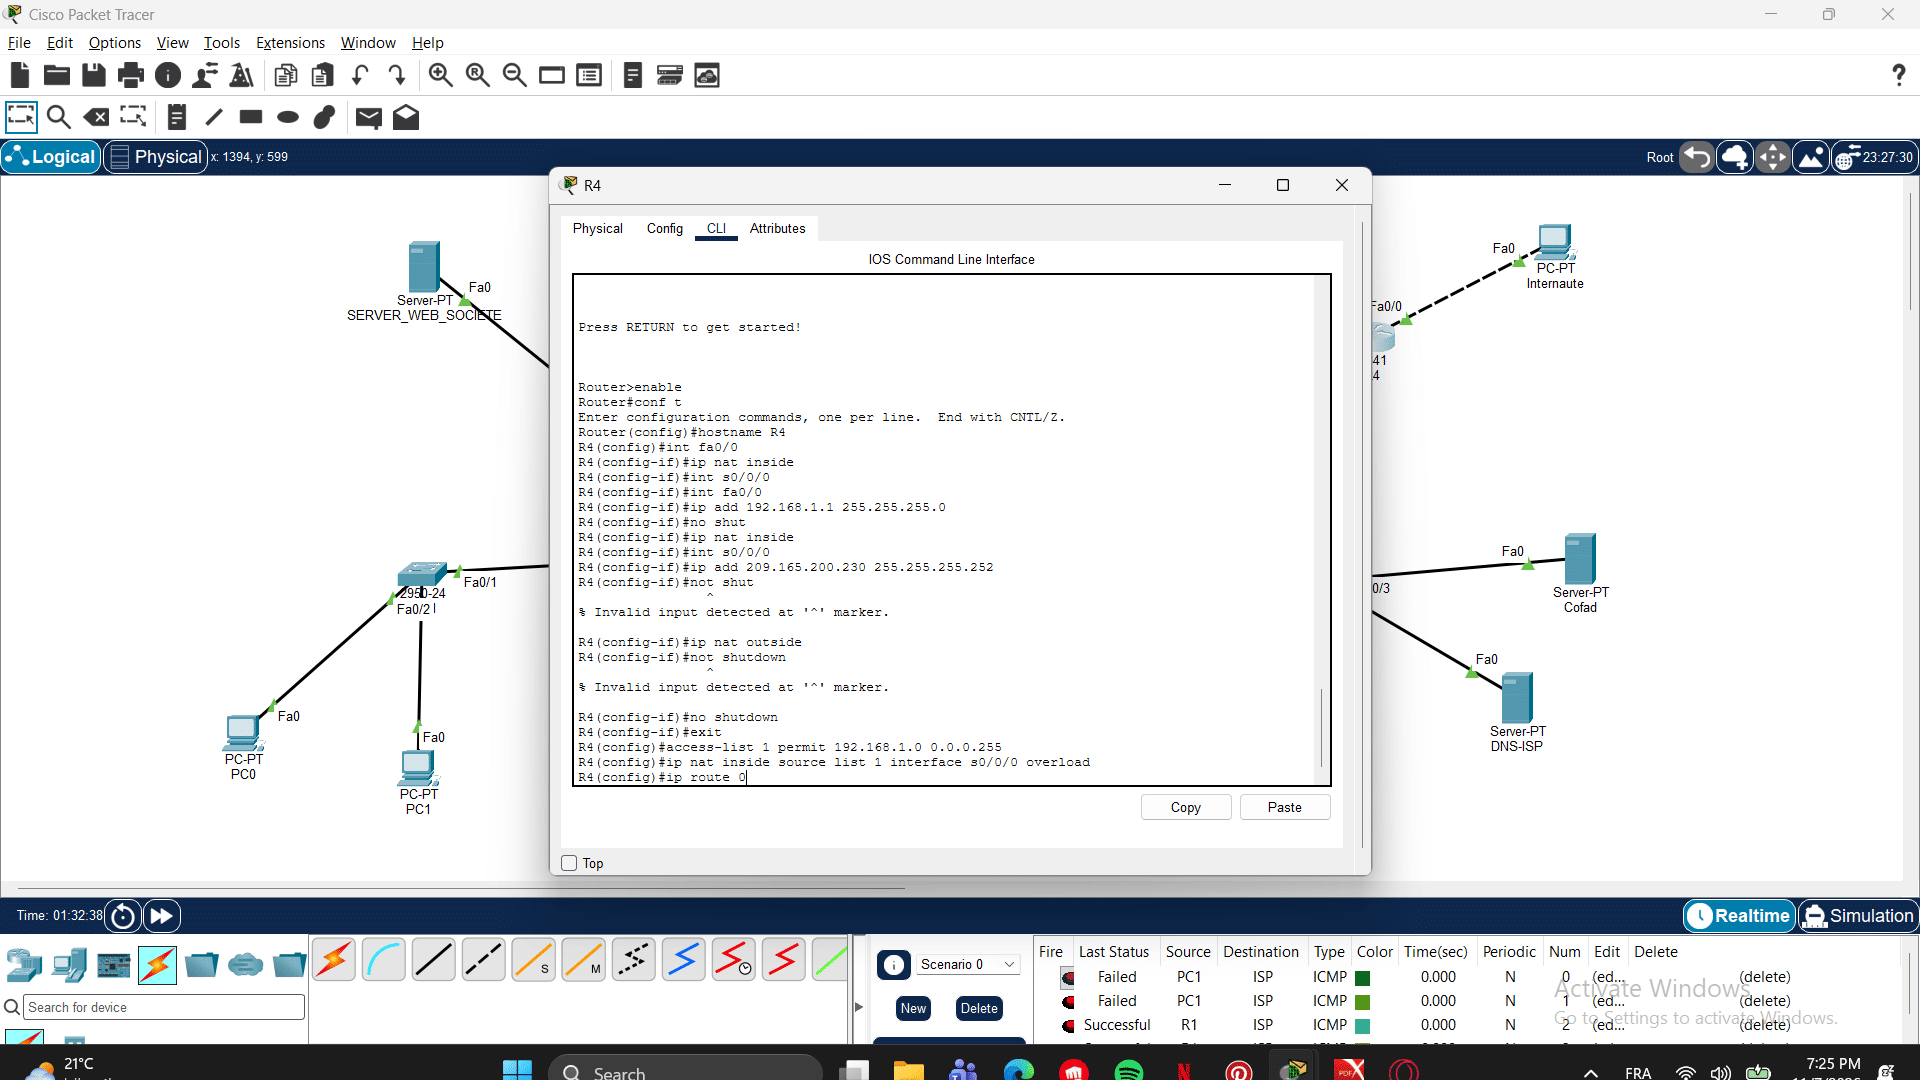 Cisco Packet Tracer
File Edit Options View Tools Extensions Window Help
Logical Physical x: 1394, y: 599
Root 23:27:30
R4
Physical Config CLI Attributes
IOS Command Line Interface
Press RETURN to get started!
Router>enable
Router#conf t
Enter configuration commands, one per line. End with CNTL/Z.
Router(config)#hostname R4
R4(config)#int fa0/0
R4(config-if)#ip nat inside
R4(config-if)#int s0/0/0
R4(config-if)#int fa0/0
R4(config-if)#ip add 192.168.1.1 255.255.255.0
R4(config-if)#no shut
R4(config-if)#ip nat inside
R4(config-if)#int s0/0/0
R4(config-if)#ip add 209.165.200.230 255.255.255.252
R4(config-if)#not shut
^
% Invalid input detected at '^' marker.
R4(config-if)#ip nat outside
R4(config-if)#not shutdown
^
% Invalid input detected at '^' marker.
R4(config-if)#no shutdown
R4(config-if)#exit
R4(config)#access-list 1 permit 192.168.1.0 0.0.0.255
R4(config)#ip nat inside source list 1 interface s0/0/0 overload
R4(config)#ip route 0
Copy Paste
Top
Fa0
Server-PT
SERVER_WEB_SOCIETE
Fa0/1
2950-24
Fa0/2
Fa0
PC-PT
PC0
Fa0
PC-PT
PC1
Fa0
PC-PT
Internaute
Fa0/0
41
4
Fa0
0/3
Server-PT
Cofad
Fa0
Server-PT
DNS-ISP
Time: 01:32:38
Realtime Simulation
S M
Search for device
Scenario 0
New Delete
Fire Last Status Source Destination Type Color Time(sec) Periodic Num Edit Delete
Failed PC1 ISP ICMP 0.000 N 0 (ed... (delete)
Failed PC1 ISP ICMP 0.000 N 1 (ed... (delete)
Successful R1 ISP ICMP 0.000 N 2 (ed... (delete)
Activate Windows
Go to Settings to activate Windows.
21°C
Search
FRA
7:25 PM